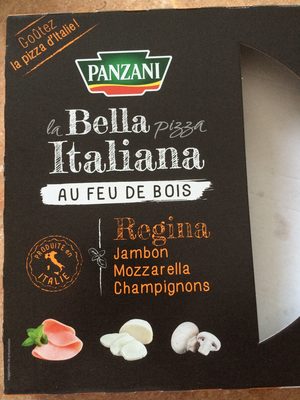 Goûtez
la pizza d'Italie!
PANZANI
la Bella pizza
Italiana
AU FEU DE BOIS
Regina
Jambon
Mozzarella
Champignons
PRODUITE EN
ITALIE